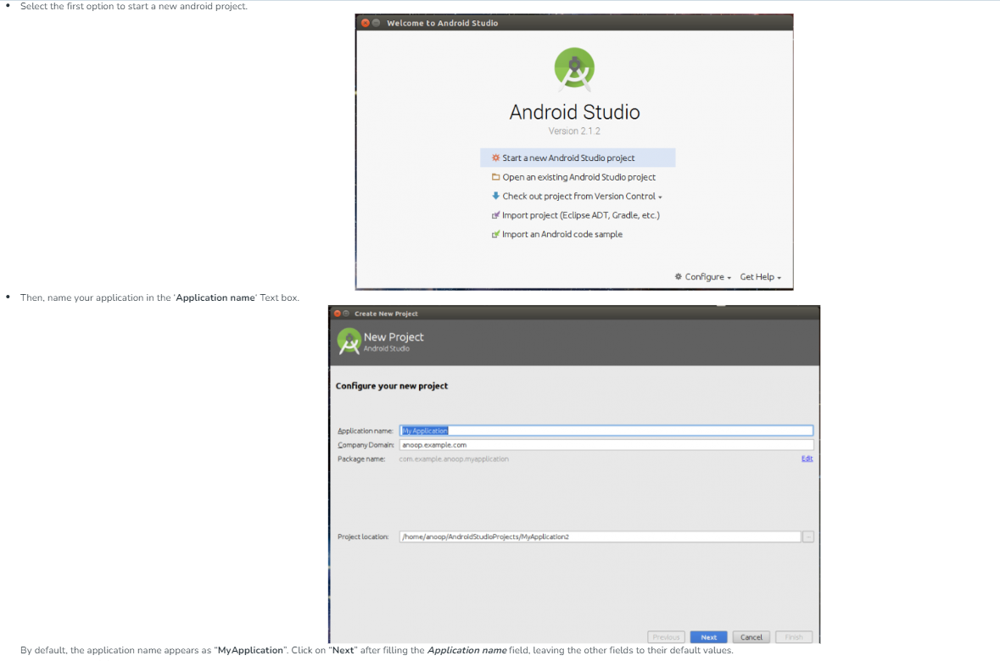 Select the first option to start a new android project.
Welcome to Android Studio
Android Studio
Version 2.1.2
Start a new Android Studio project
Open an existing Android Studio project
Check out project from Version Control
Import project (Eclipse ADT, Gradle, etc.)
Import an Android code sample
Configure Get Help
Then, name your application in the ‘Application name‘ Text box.
Create New Project
New Project
Android Studio
Configure your new project
Application name: My Application
Company Domain: anoop.example.com
Package name: com.example.anoop.myapplication Edit
Project location: /home/anoop/AndroidStudioProjects/MyApplication2 ...
Previous Next Cancel Finish
By default, the application name appears as “MyApplication”. Click on “Next” after filling the Application name field, leaving the other fields to their default values.